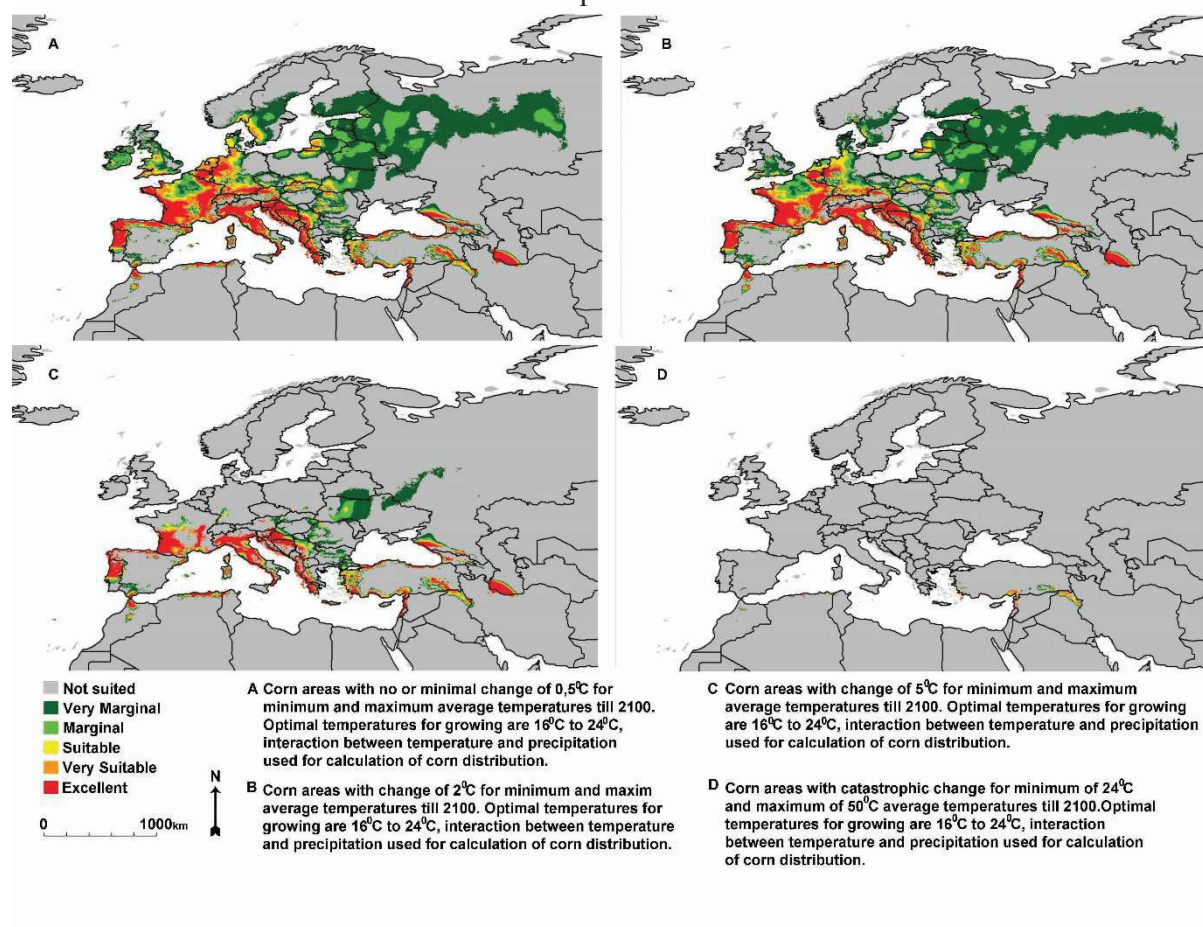 A
B
C
D
Not suited
Very Marginal
Marginal
Suitable
Very Suitable
Excellent
N
0 1000km
A Corn areas with no or minimal change of 0,5⁰C for
minimum and maximum average temperatures till 2100.
Optimal temperatures for growing are 16⁰C to 24⁰C,
interaction between temperature and precipitation
used for calculation of corn distribution.
B Corn areas with change of 2⁰C for minimum and maxim
average temperatures till 2100. Optimal temperatures for
growing are 16⁰C to 24⁰C, interaction between temperature
and precipitation used for calculation of corn distribution.
C Corn areas with change of 5⁰C for minimum and maximum
average temperatures till 2100. Optimal temperatures for growing
are 16⁰C to 24⁰C, interaction between temperature and precipitation
used for calculation of corn distribution.
D Corn areas with catastrophic change for minimum of 24⁰C
and maximum of 50⁰C average temperatures till 2100.Optimal
temperatures for growing are 16⁰C to 24⁰C, interaction
between temperature and precipitation used for calculation
of corn distribution.